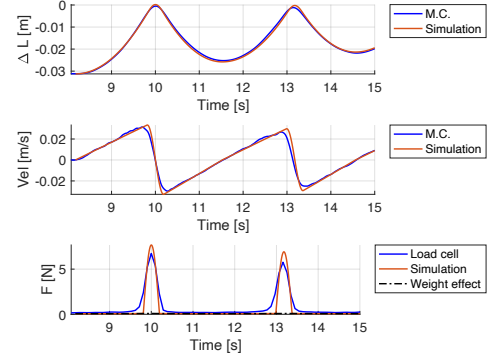 0
-0.01
-0.02
-0.03
Δ L [m]
9 10 11 12 13 14 15
Time [s]
M.C.
Simulation
0.02
0
-0.02
Vel [m/s]
9 10 11 12 13 14 15
Time [s]
M.C.
Simulation
5
0
F [N]
9 10 11 12 13 14 15
Time [s]
Load cell
Simulation
Weight effect